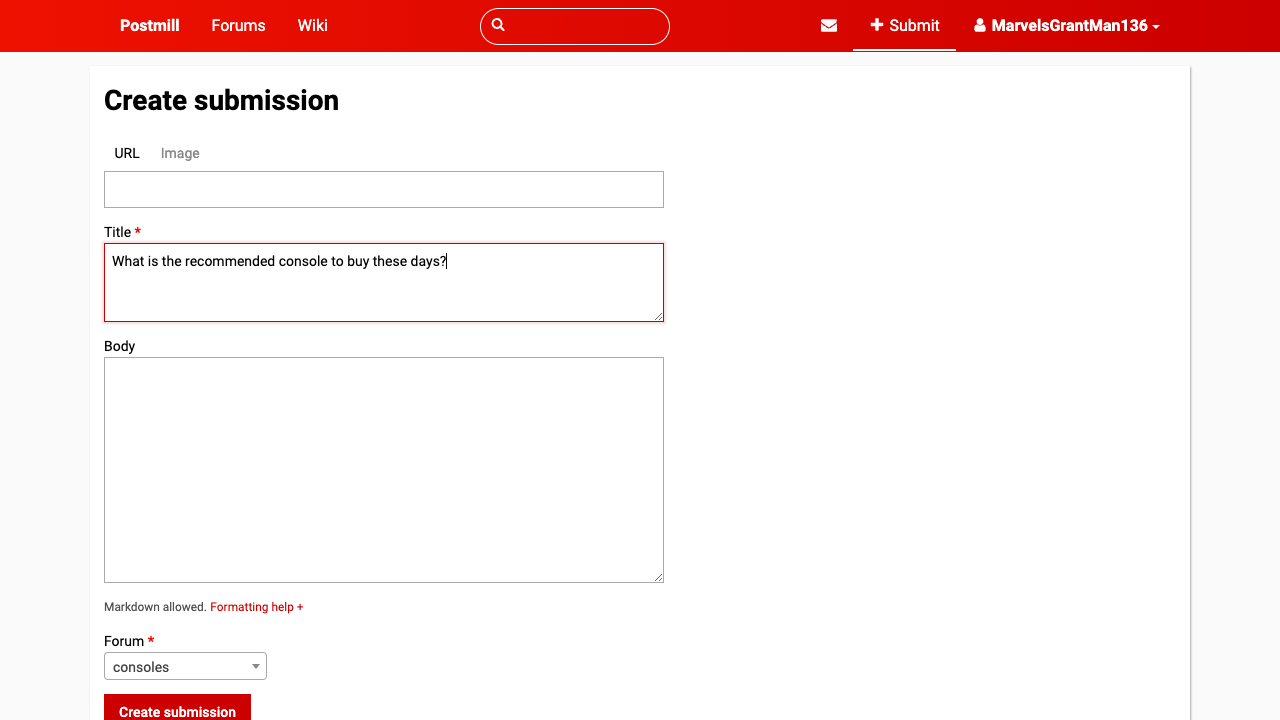 Postmill Forums Wiki Submit MarvelsGrantMan136
Create submission
URL Image
Title *
What is the recommended console to buy these days?
Body
Markdown allowed. Formatting help +
Forum *
consoles
Create submission